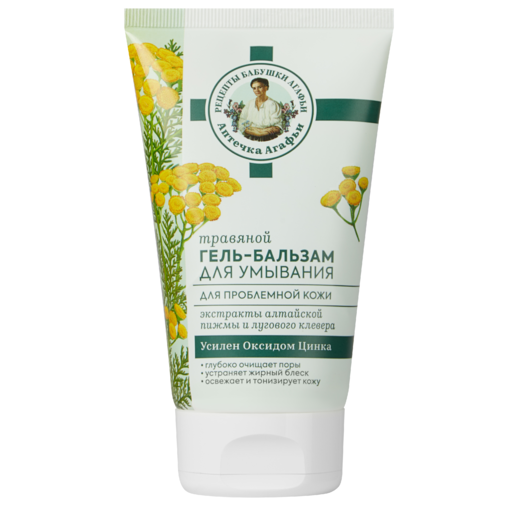 РЕЦЕПТЫ БАБУШКИ АГАФЬИ
Аптечка Агафьи
травяной
ГЕЛЬ-БАЛЬЗАМ
ДЛЯ УМЫВАНИЯ
ДЛЯ ПРОБЛЕМНОЙ КОЖИ
экстракты алтайской
пижмы и лугового клевера
Усилен Оксидом Цинка
• глубоко очищает поры
• устраняет жирный блеск
• освежает и тонизирует кожу